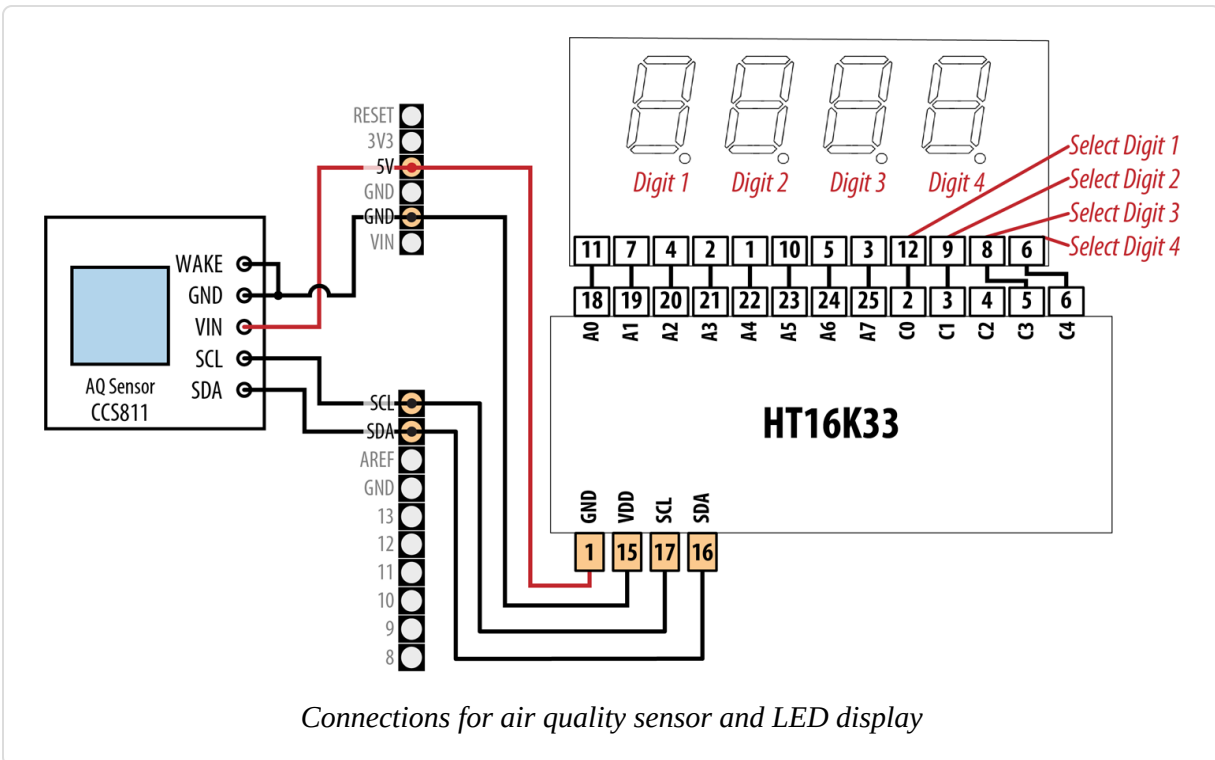 RESET
3V3
5V
GND
GND
VIN
Digit 1 Digit 2 Digit 3 Digit 4
Select Digit 1
Select Digit 2
Select Digit 3
Select Digit 4
11 7 4 2 1 10 5 3 12 9 8 6
18 19 20 21 22 23 24 25 2 3 4 5 6
A0 A1 A2 A3 A4 A5 A6 A7 C0 C1 C2 C3 C4
WAKE
GND
VIN
SCL
SDA
AQ Sensor
CCS811
SCL
SDA
AREF
GND
13
12
11
10
9
8
HT16K33
GND VDD SCL SDA
1 15 17 16
Connections for air quality sensor and LED display